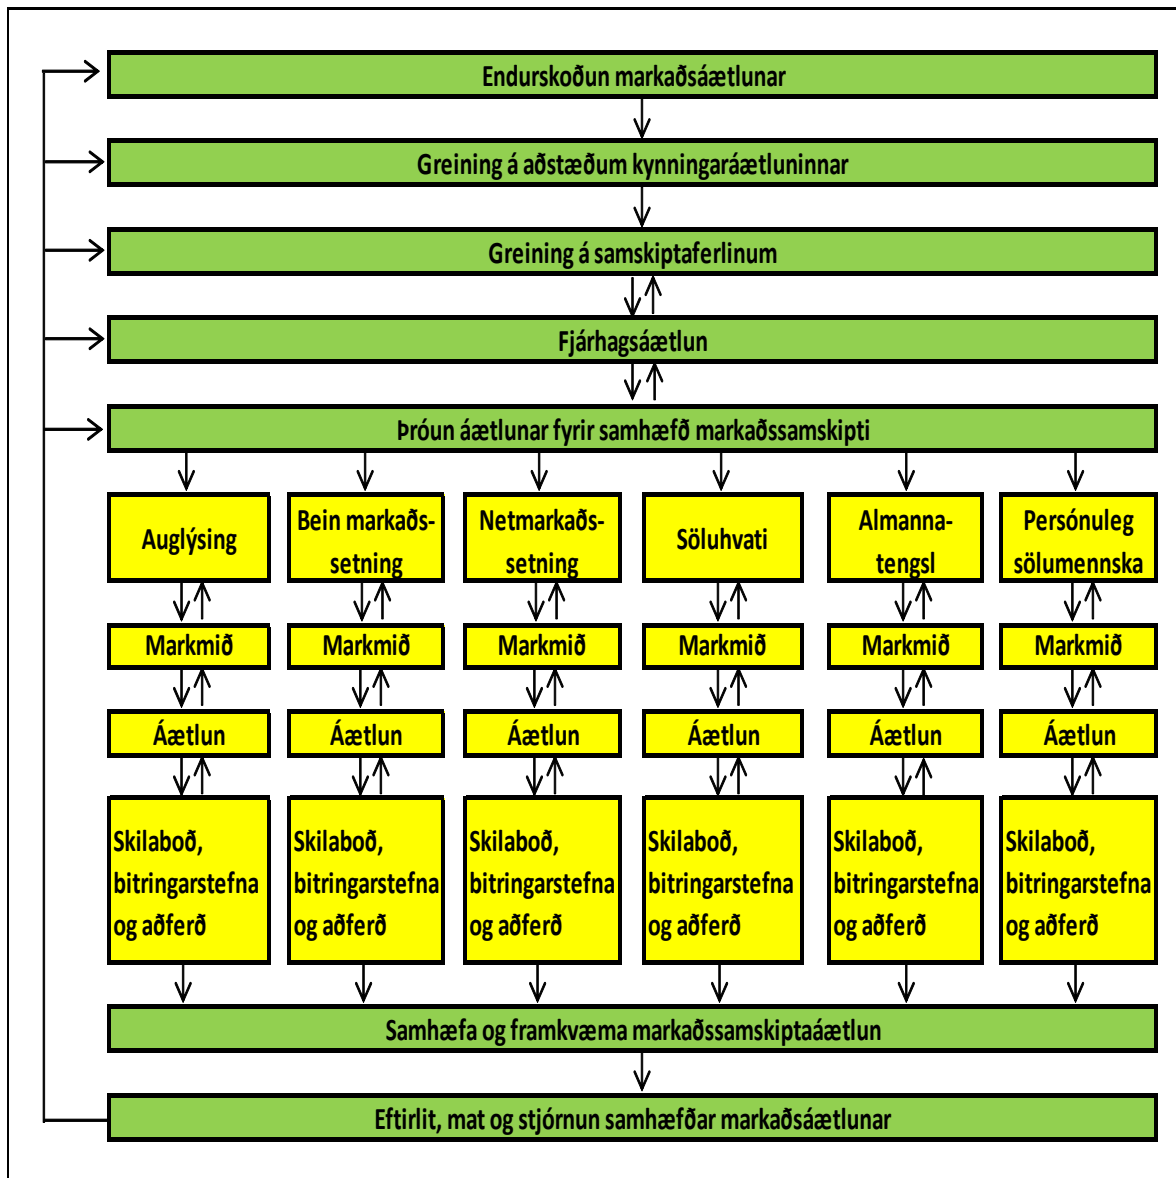 Endurskoðun markaðsáætlunar
Greining á aðstæðum kynningaráætluninnar
Greining á samskiptaferlinum
Fjárhagsáætlun
Þróun áætlunar fyrir samhæfð markaðssamskipti
Auglýsing
Bein markaðs-
setning
Netmarkaðs-
setning
Söluhvati
Almanna-
tengsl
Persónuleg
sölumennska
Markmið
Markmið
Markmið
Markmið
Markmið
Markmið
Áætlun
Áætlun
Áætlun
Áætlun
Áætlun
Áætlun
Skilaboð,
bitringarstefna
og aðferð
Skilaboð,
bitringarstefna
og aðferð
Skilaboð,
bitringarstefna
og aðferð
Skilaboð,
bitringarstefna
og aðferð
Skilaboð,
bitringarstefna
og aðferð
Skilaboð,
bitringarstefna
og aðferð
Samhæfa og framkvæma markaðssamskiptaáætlun
Eftirlit, mat og stjórnun samhæfðar markaðsáætlunar